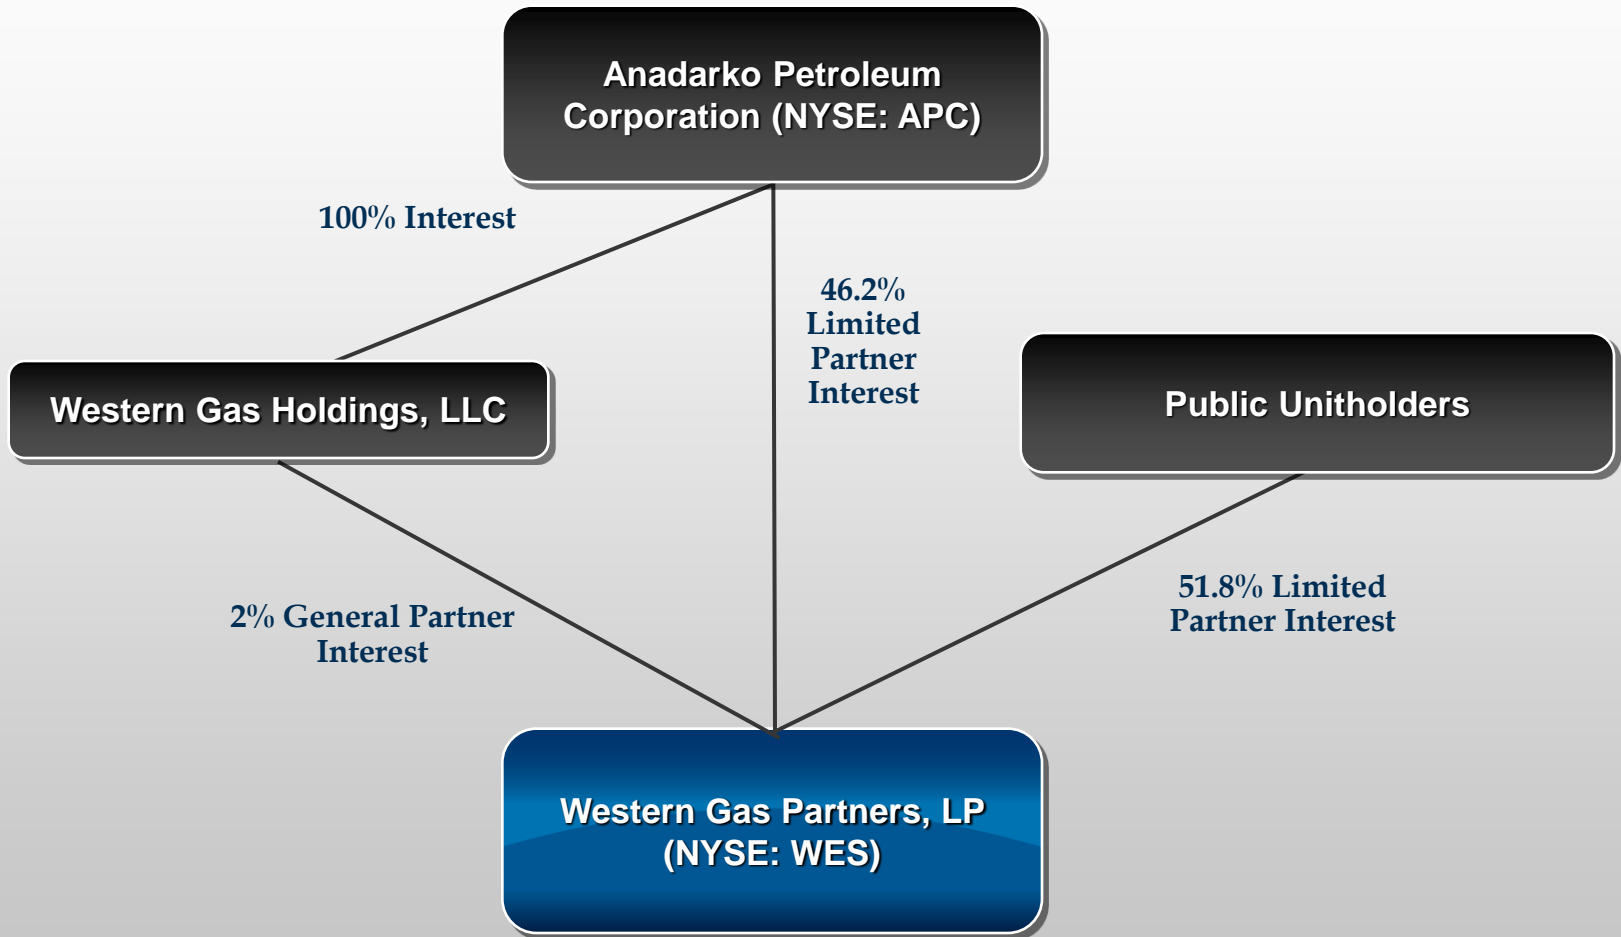 Anadarko Petroleum
Corporation (NYSE: APC)
100% Interest
46.2%
Limited
Partner
Interest
Western Gas Holdings, LLC
Public Unitholders
2% General Partner
Interest
51.8% Limited
Partner Interest
Western Gas Partners, LP
(NYSE: WES)